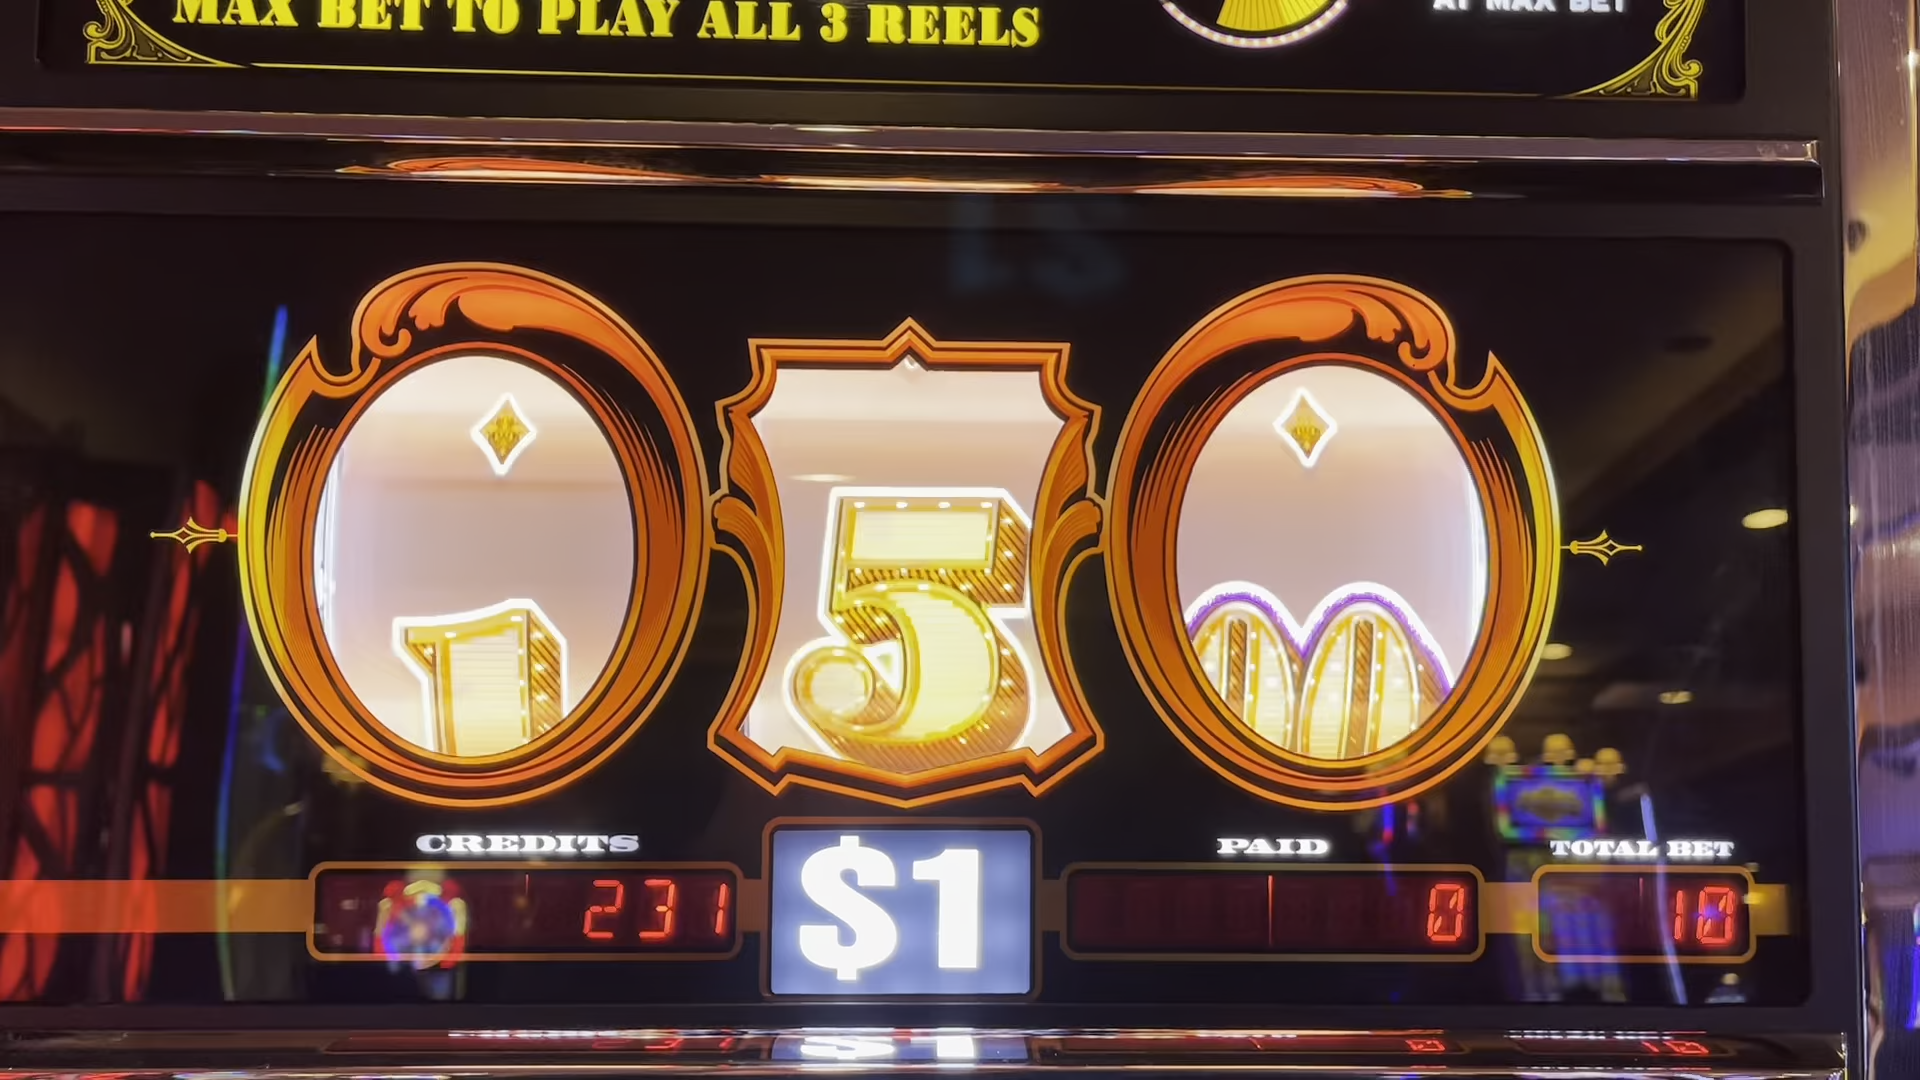 MAX BET TO PLAY ALL 3 REELS
AT MAX BET
1
5
00
CREDITS
PAID
TOTAL BET
231
$1
0
10